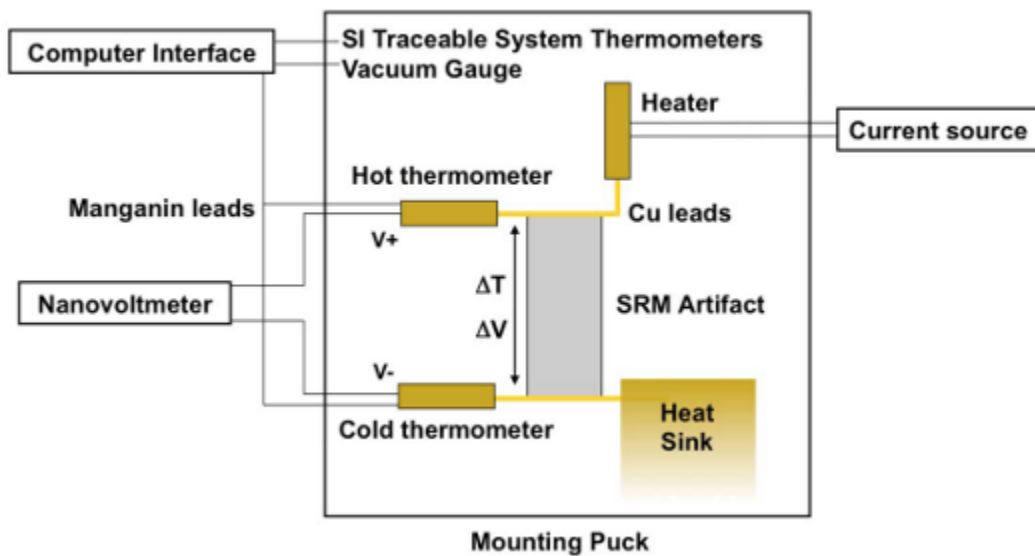 Computer Interface
SI Traceable System Thermometers
Vacuum Gauge
Heater
Current source
Hot thermometer
Manganin leads
Cu leads
V+
ΔT
Nanovoltmeter
SRM Artifact
ΔV
V-
Cold thermometer
Heat
Sink
Mounting Puck